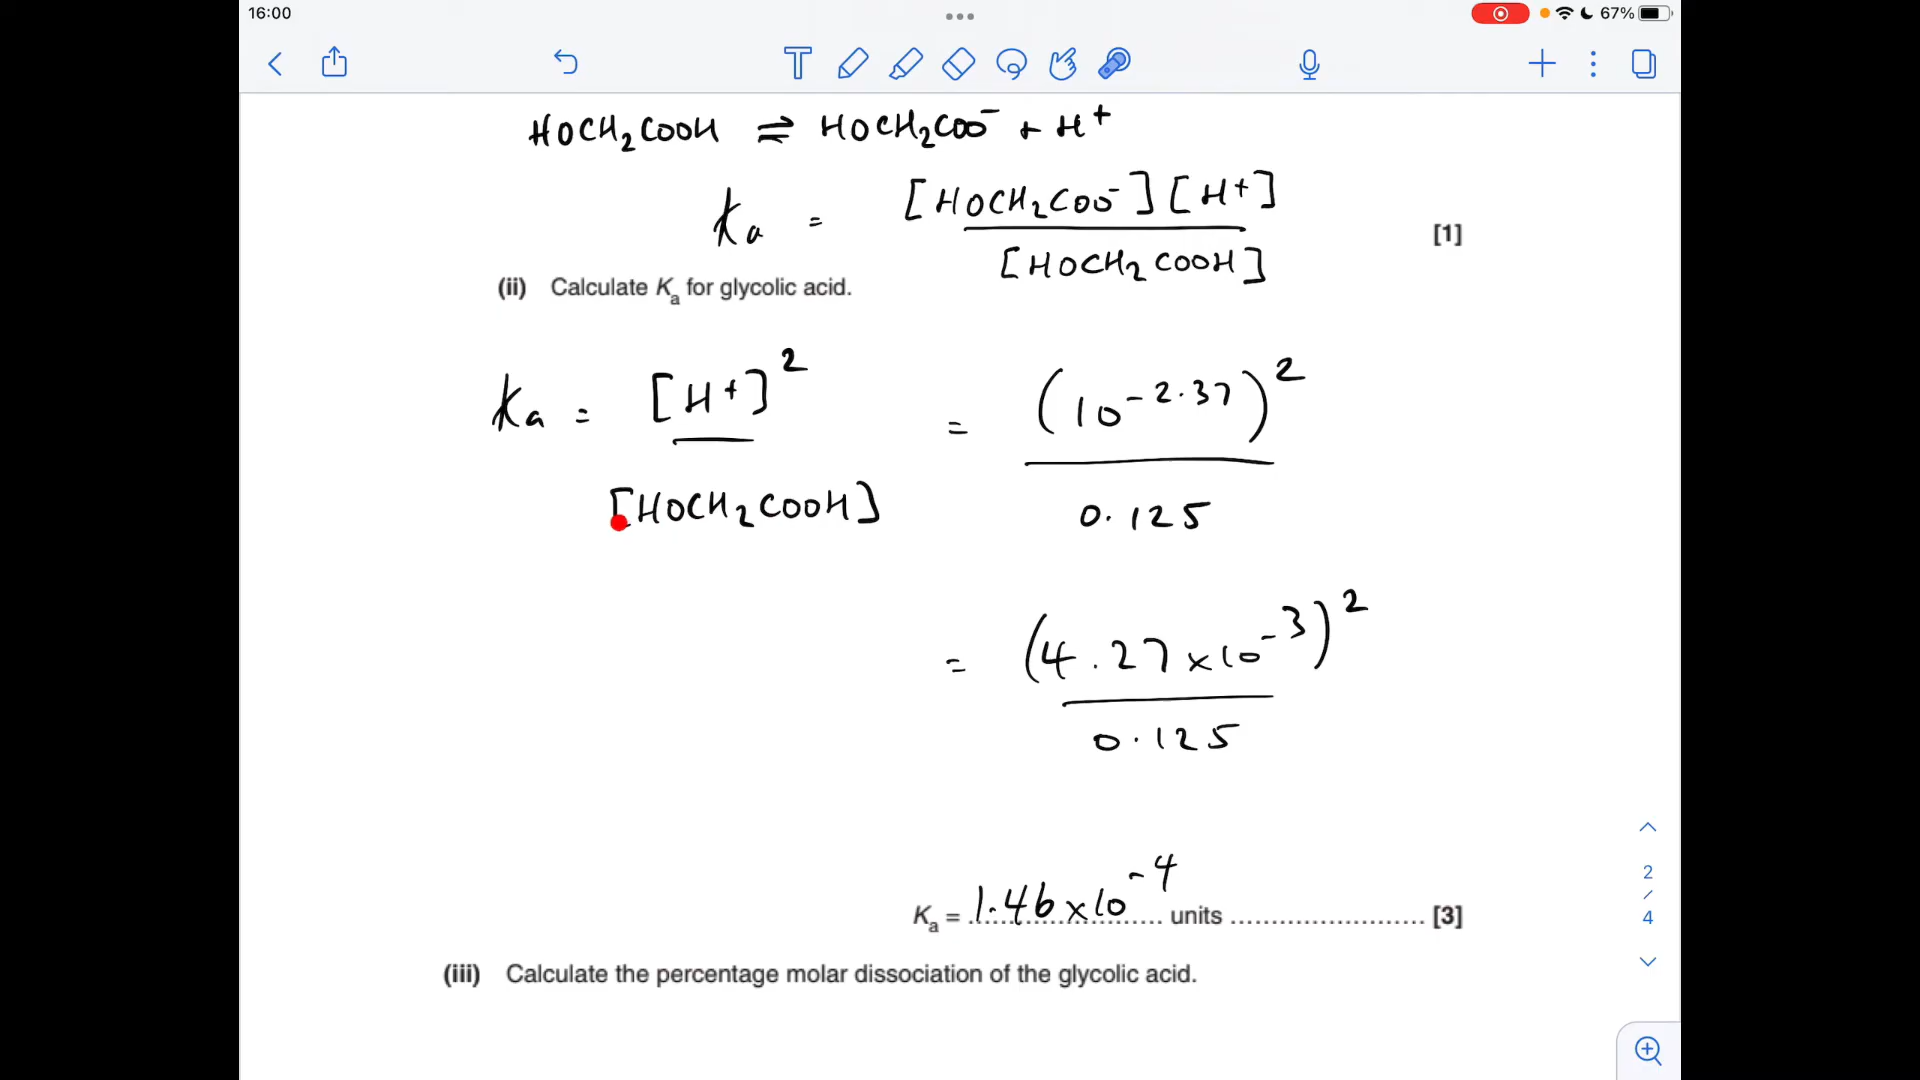 16:00
67%
T
HOCH₂COOH ⇌ HOCH₂COO⁻ + H⁺
Ka = [HOCH₂COO⁻][H⁺] / [HOCH₂COOH]
[1]
(ii) Calculate Ka for glycolic acid.
Ka = [H⁺]² / [HOCH₂COOH] = (10⁻²·³⁷)² / 0.125
= (4.27 × 10⁻³)² / 0.125
Ka = 1.46 × 10⁻⁴ units ........................ [3]
(iii) Calculate the percentage molar dissociation of the glycolic acid.
2
/
4